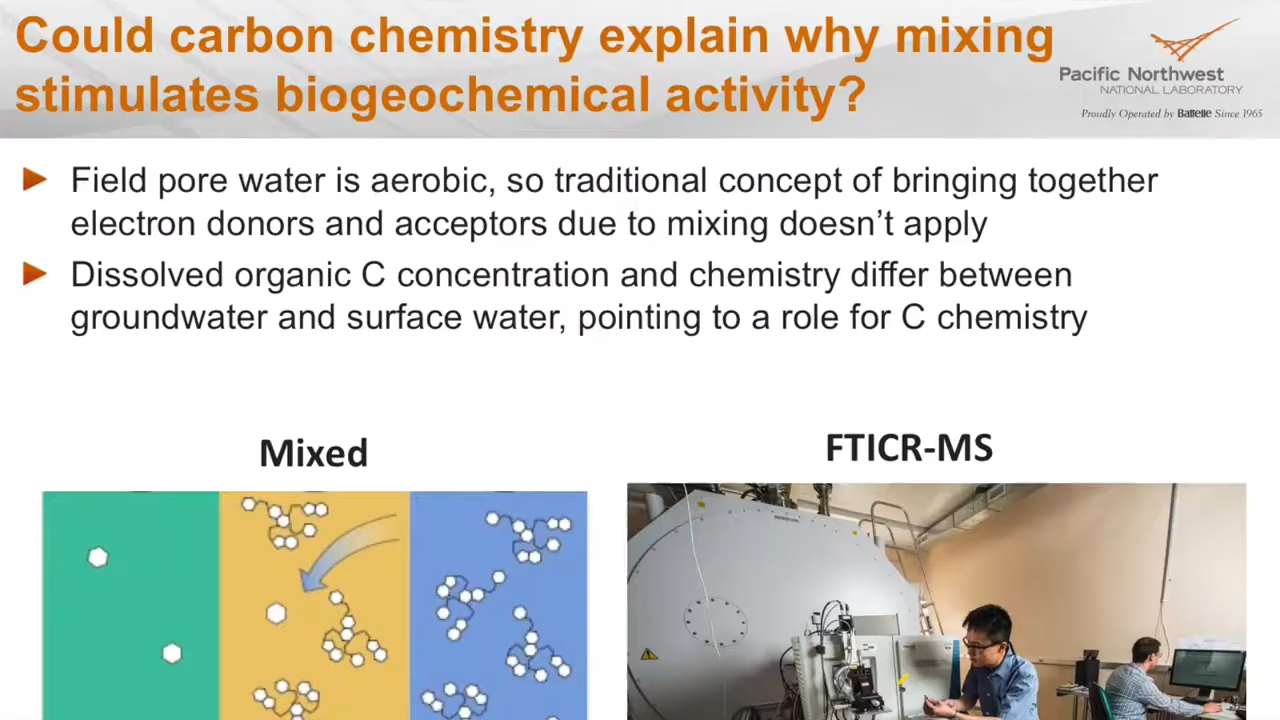 Could carbon chemistry explain why mixing
stimulates biogeochemical activity?
Pacific Northwest
NATIONAL LABORATORY
Proudly Operated by Battelle Since 1965
Field pore water is aerobic, so traditional concept of bringing together
electron donors and acceptors due to mixing doesn't apply
Dissolved organic C concentration and chemistry differ between
groundwater and surface water, pointing to a role for C chemistry
Mixed
FTICR-MS